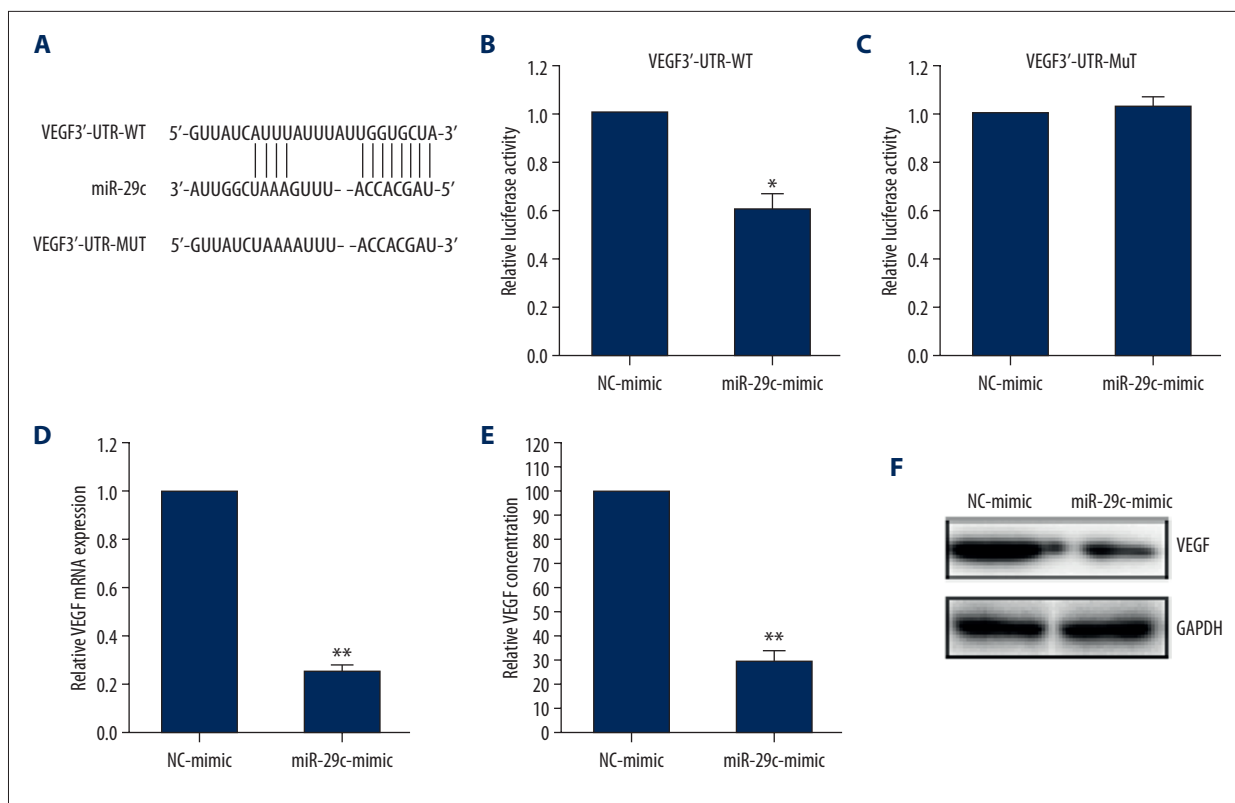 A
VEGF3’-UTR-WT 5’-GUUAUCAUUUAUUUAUUGGUGCUA-3’
miR-29c 3’-AUUGGCUAAAGUUU- -ACCACGAU-5’
VEGF3’-UTR-MUT 5’-GUUAUCUAAAAUUU- -ACCACGAU-3’
B
VEGF3’-UTR-WT
Relative luciferase activity
1.2
1.0
0.8
0.6
0.4
0.2
0.0
*
NC-mimic miR-29c-mimic
C
VEGF3’-UTR-MuT
Relative luciferase activity
1.2
1.0
0.8
0.6
0.4
0.2
0.0
NC-mimic miR-29c-mimic
D
Relative VEGF mRNA expression
1.2
1.0
0.8
0.6
0.4
0.2
0.0
**
NC-mimic miR-29c-mimic
E
Relative VEGF concentration
120
110
100
90
80
70
60
50
40
30
20
10
0
**
NC-mimic miR-29c-mimic
F
NC-mimic miR-29c-mimic
VEGF
GAPDH